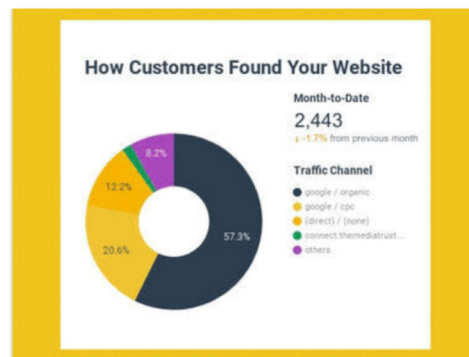 How Customers Found Your Website
Month-to-Date
2,443
-1.7% from previous month
Traffic Channel
google / organic
google / cpc
(direct) / (none)
connect.themediatrust...
others
8.2%
12.2%
20.6%
57.3%